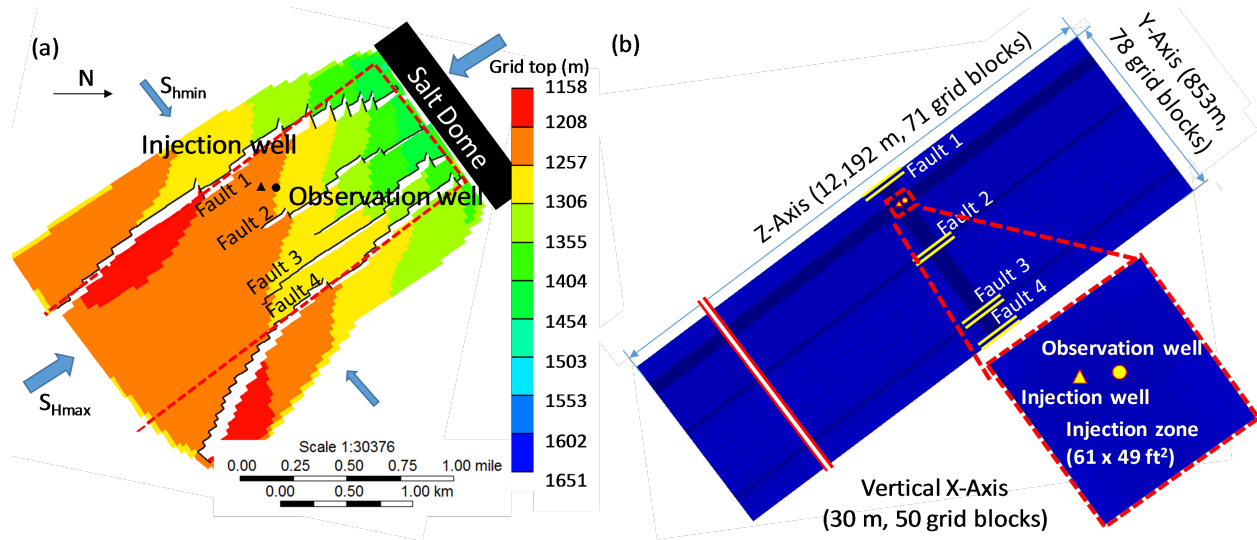 (a)
N
Shmin
Injection well
Fault 1
Observation well
Fault 2
Fault 3
Fault 4
SHmax
Salt Dome
Grid top (m)
1158
1208
1257
1306
1355
1404
1454
1503
1553
1602
1651
Scale 1:30376
0.00 0.25 0.50 0.75 1.00 mile
0.00 0.50 1.00 km
(b)
Z-Axis (12,192 m, 71 grid blocks)
Y-Axis (853m,
78 grid blocks)
Fault 1
Fault 2
Fault 3
Fault 4
Observation well
Injection well
Injection zone
(61 x 49 ft²)
Vertical X-Axis
(30 m, 50 grid blocks)